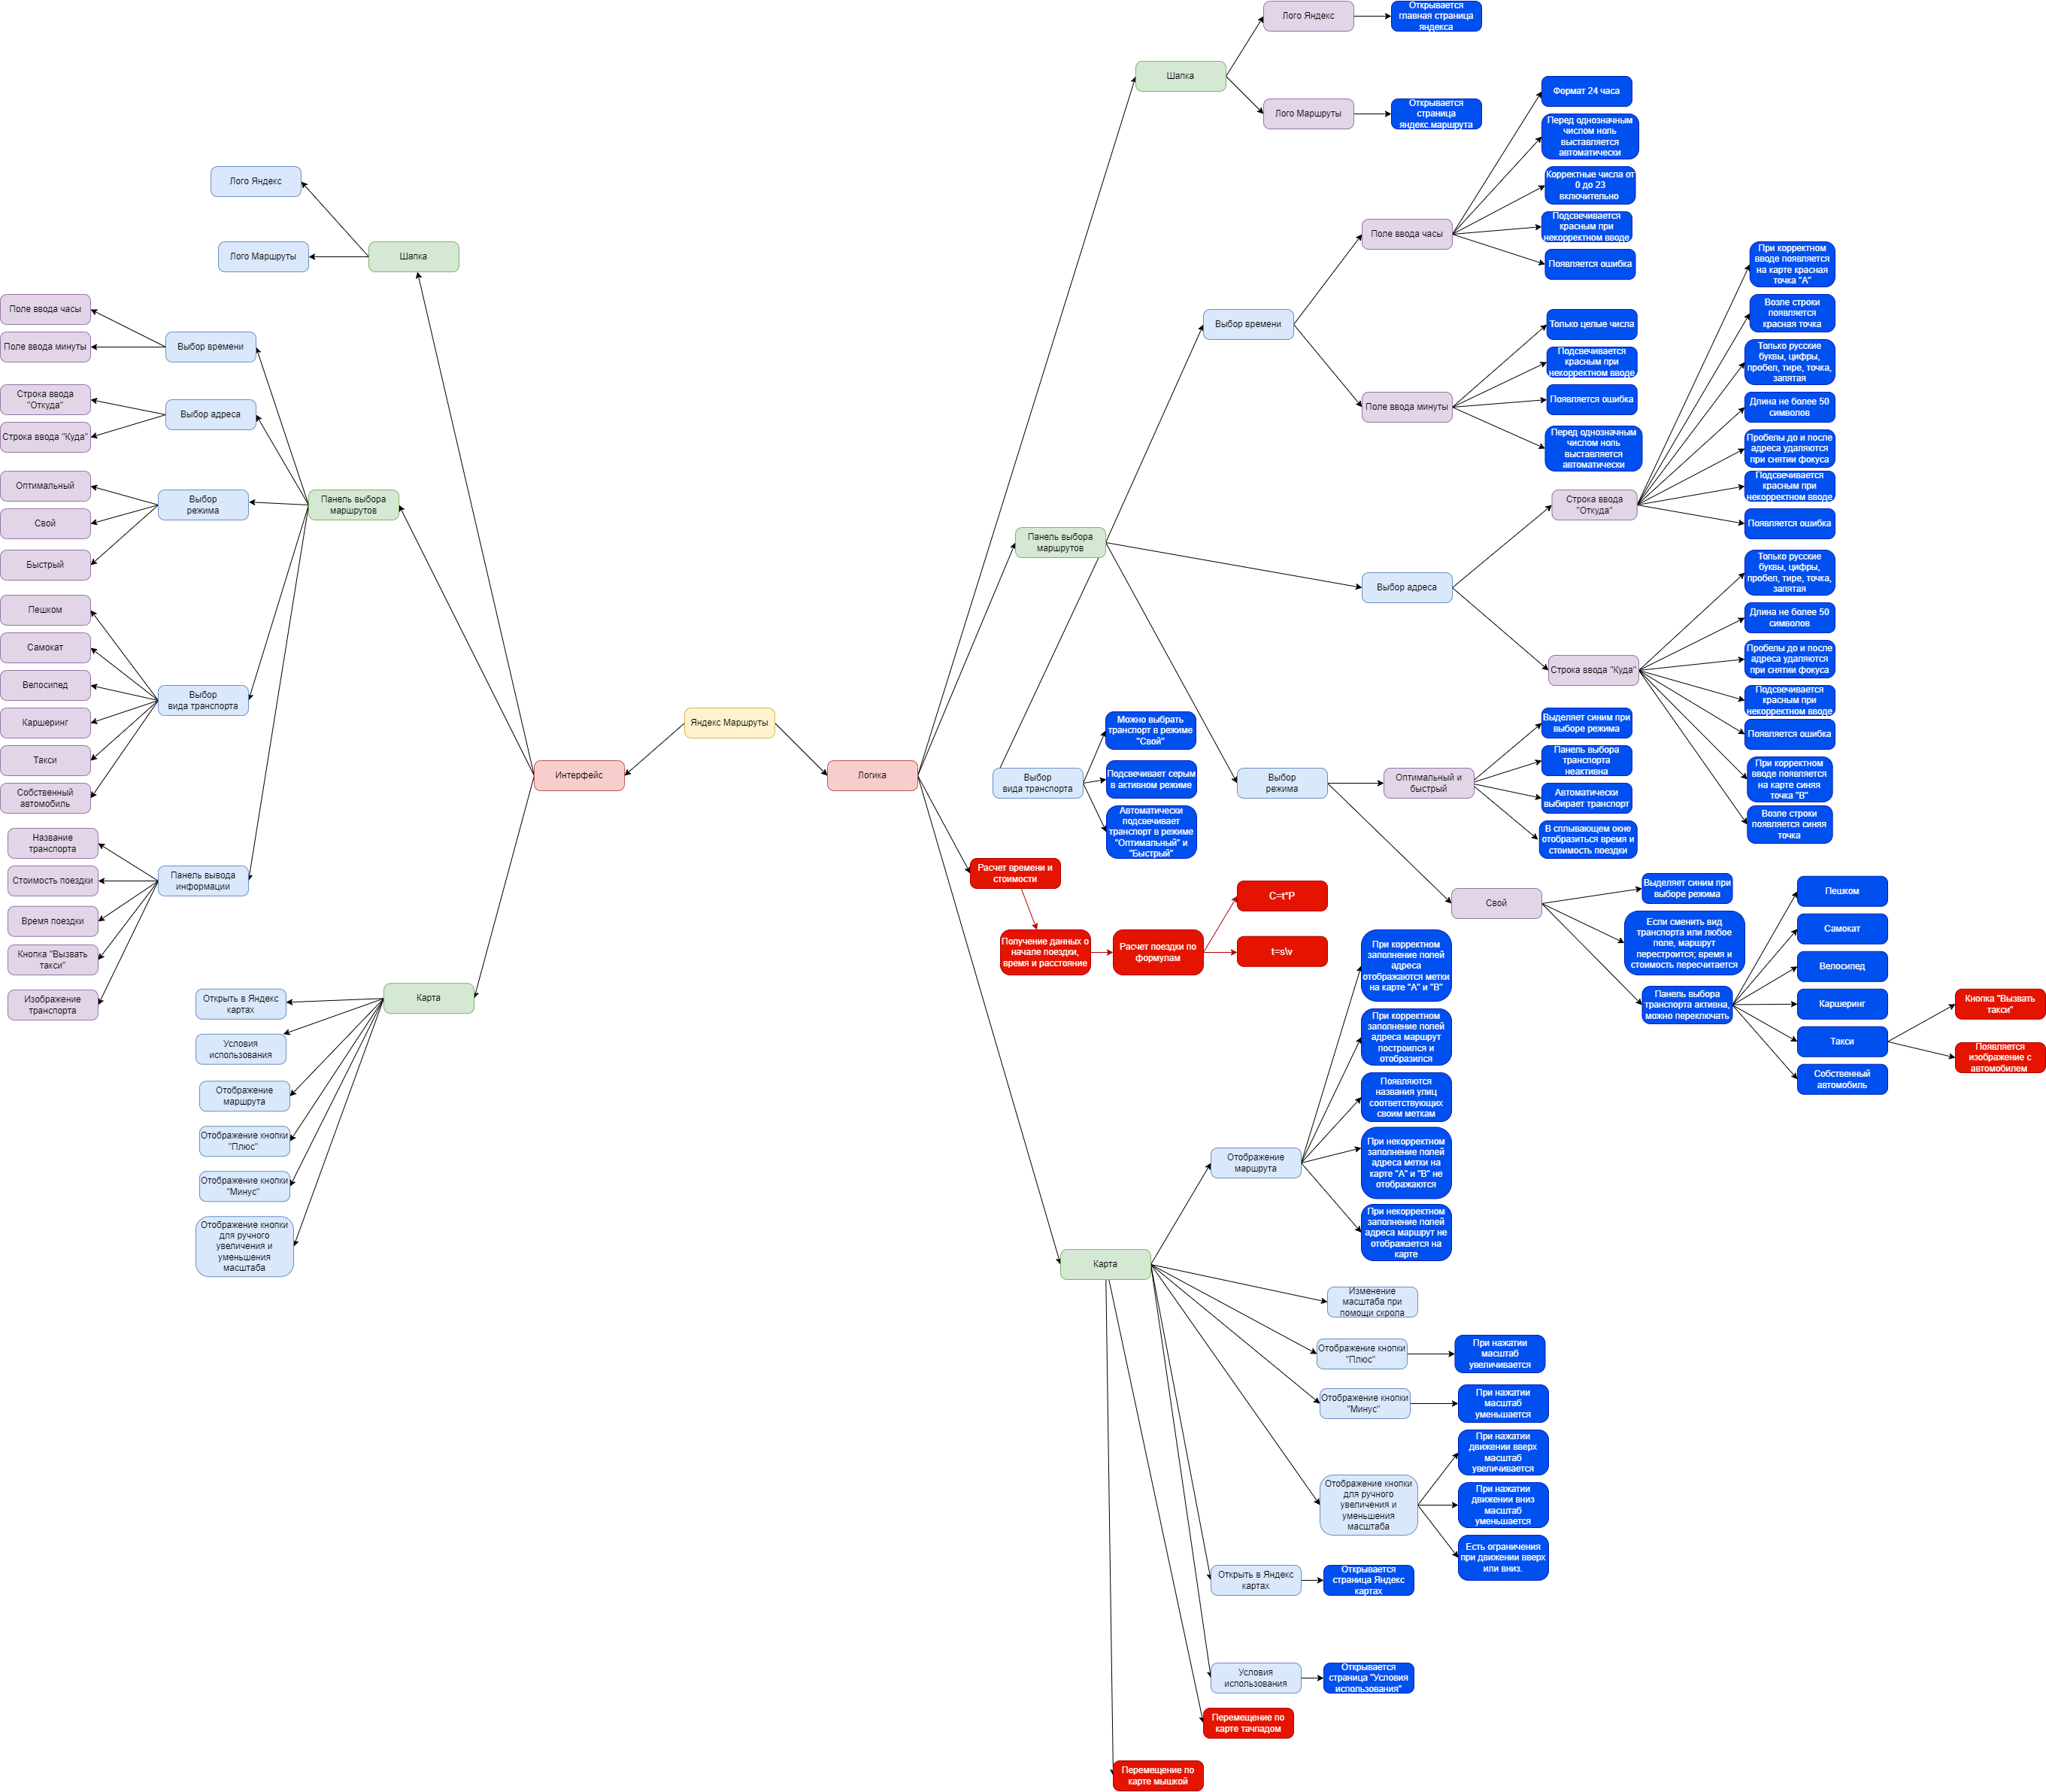 Яндекс Маршруты
Интерфейс
Шапка
Лого Яндекс
Лого Маршруты
Панель выбора
маршрутов
Выбор времени
Поле ввода часы
Поле ввода минуты
Выбор адреса
Строка ввода
"Откуда"
Строка ввода "Куда"
Выбор
режима
Оптимальный
Свой
Быстрый
Выбор
вида транспорта
Пешком
Самокат
Велосипед
Каршеринг
Такси
Собственный
автомобиль
Панель вывода
информации
Название
транспорта
Стоимость поездки
Время поездки
Кнопка "Вызвать
такси"
Изображение
транспорта
Карта
Открыть в Яндекс
картах
Условия
использования
Отображение
маршрута
Отображение кнопки
"Плюс"
Отображение кнопки
"Минус"
Отображение кнопки
для ручного
увеличения и
уменьшения
масштаба
Логика
Шапка
Лого Яндекс
Открывается
главная страница
яндекса
Лого Маршруты
Открывается
страница
яндекс.маршрута
Панель выбора
маршрутов
Выбор времени
Поле ввода часы
Формат 24 часа
Перед однозначным
числом ноль
выставляется
автоматически
Корректные числа от
0 до 23
включительно
Подсвечивается
красным при
некорректном вводе
Появляется ошибка
Поле ввода минуты
Только целые числа
Подсвечивается
красным при
некорректном вводе
Появляется ошибка
Перед однозначным
числом ноль
выставляется
автоматически
Выбор адреса
Строка ввода
"Откуда"
При корректном
вводе появляется
на карте красная
точка "А"
Возле строки
появляется
красная точка
Только русские
буквы, цифры,
пробел, тире, точка,
запятая
Длина не более 50
символов
Пробелы до и после
адреса удаляются
при снятии фокуса
Подсвечивается
красным при
некорректном вводе
Появляется ошибка
Строка ввода "Куда"
Только русские
буквы, цифры,
пробел, тире, точка,
запятая
Длина не более 50
символов
Пробелы до и после
адреса удаляются
при снятии фокуса
Подсвечивается
красным при
некорректном вводе
Появляется ошибка
При корректном
вводе появляется
на карте синяя
точка "В"
Возле строки
появляется синяя
точка
Выбор
вида транспорта
Можно выбрать
транспорт в режиме
"Свой"
Подсвечивает серым
в активном режиме
Автоматически
подсвечивает
транспорт в режиме
"Оптимальный" и
"Быстрый"
Выбор
режима
Оптимальный и
быстрый
Выделяет синим при
выборе режима
Панель выбора
транспорта
неактивна
Автоматически
выбирает транспорт
В сплывающем окне
отобразиться время и
стоимость поездки
Свой
Выделяет синим при
выборе режима
Если сменить вид
транспорта или любое
поле, маршрут
перестроится; время и
стоимость пересчитается
Панель выбора
транспорта активна,
можно переключать
Пешком
Самокат
Велосипед
Каршеринг
Такси
Кнопка "Вызвать
такси"
Появляется
изображение с
автомобилем
Собственный
автомобиль
Расчет времени и
стоимости
Получение данных о
начале поездки,
время и расстояние
Расчет поездки по
формулам
C=t*P
t=s\v
Карта
Отображение
маршрута
При корректном
заполнение полей
адреса
отображаются метки
на карте "А" и "В"
При корректном
заполнение полей
адреса маршрут
построился и
отобразился
Появляются
названия улиц
соответствующих
своим меткам
При некорректном
заполнение полей
адреса метки на
карте "А" и "В" не
отображаются
При некорректном
заполнение полей
адреса маршрут не
отображается на
карте
Изменение
масштаба при
помощи скрола
Отображение кнопки
"Плюс"
При нажатии
масштаб
увеличивается
Отображение кнопки
"Минус"
При нажатии
масштаб
уменьшается
Отображение кнопки
для ручного
увеличения и
уменьшения
масштаба
При нажатии
движении вверх
масштаб
увеличивается
При нажатии
движении вниз
масштаб
уменьшается
Есть ограничения
при движении вверх
или вниз.
Открыть в Яндекс
картах
Открывается
страница Яндекс
картах
Условия
использования
Открывается
страница "Условия
использования"
Перемещение по
карте тачпадом
Перемещение по
карте мышкой